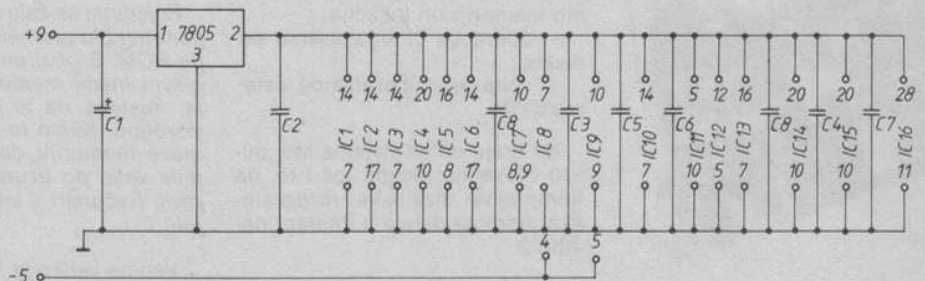 +9 1 7805 2
3
14 14 14 20 16 14 10 7 10 14 5 12 16 20 20 28
C1 C2 C8 C3 C5 C6 C8 C4 C7
IC1 IC2 IC3 IC4 IC5 IC6 IC7 IC8 IC9 IC10 IC11 IC12 IC13 IC14 IC15 IC16
17 7 10 8 17 8,9 8 9 7 10 5 7 10 10 11
4 5
-5